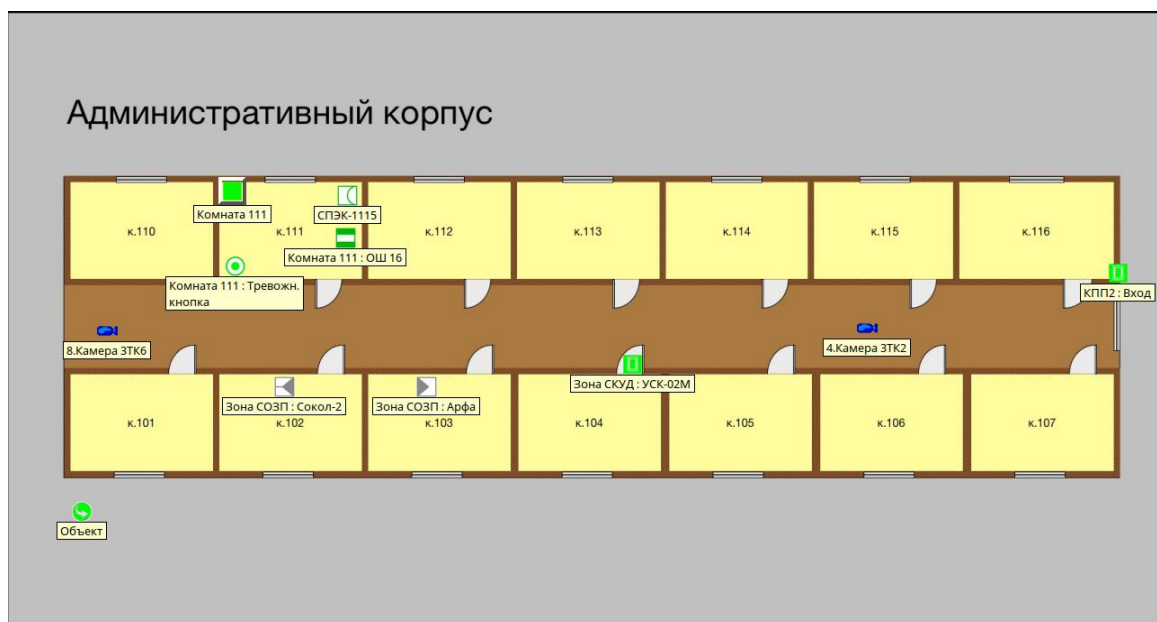 Административный корпус
Комната 111
СПЭК-1115
к.110
к.111
к.112
к.113
к.114
к.115
к.116
Комната 111 : ОШ 16
Комната 111 : Тревожн.
кнопка
КПП2 : Вход
8.Камера ЗТК6
4.Камера ЗТК2
Зона СКУД : УСК-02М
Зона СОЗП : Сокол-2
Зона СОЗП : Арфа
к.101
к.102
к.103
к.104
к.105
к.106
к.107
Объект